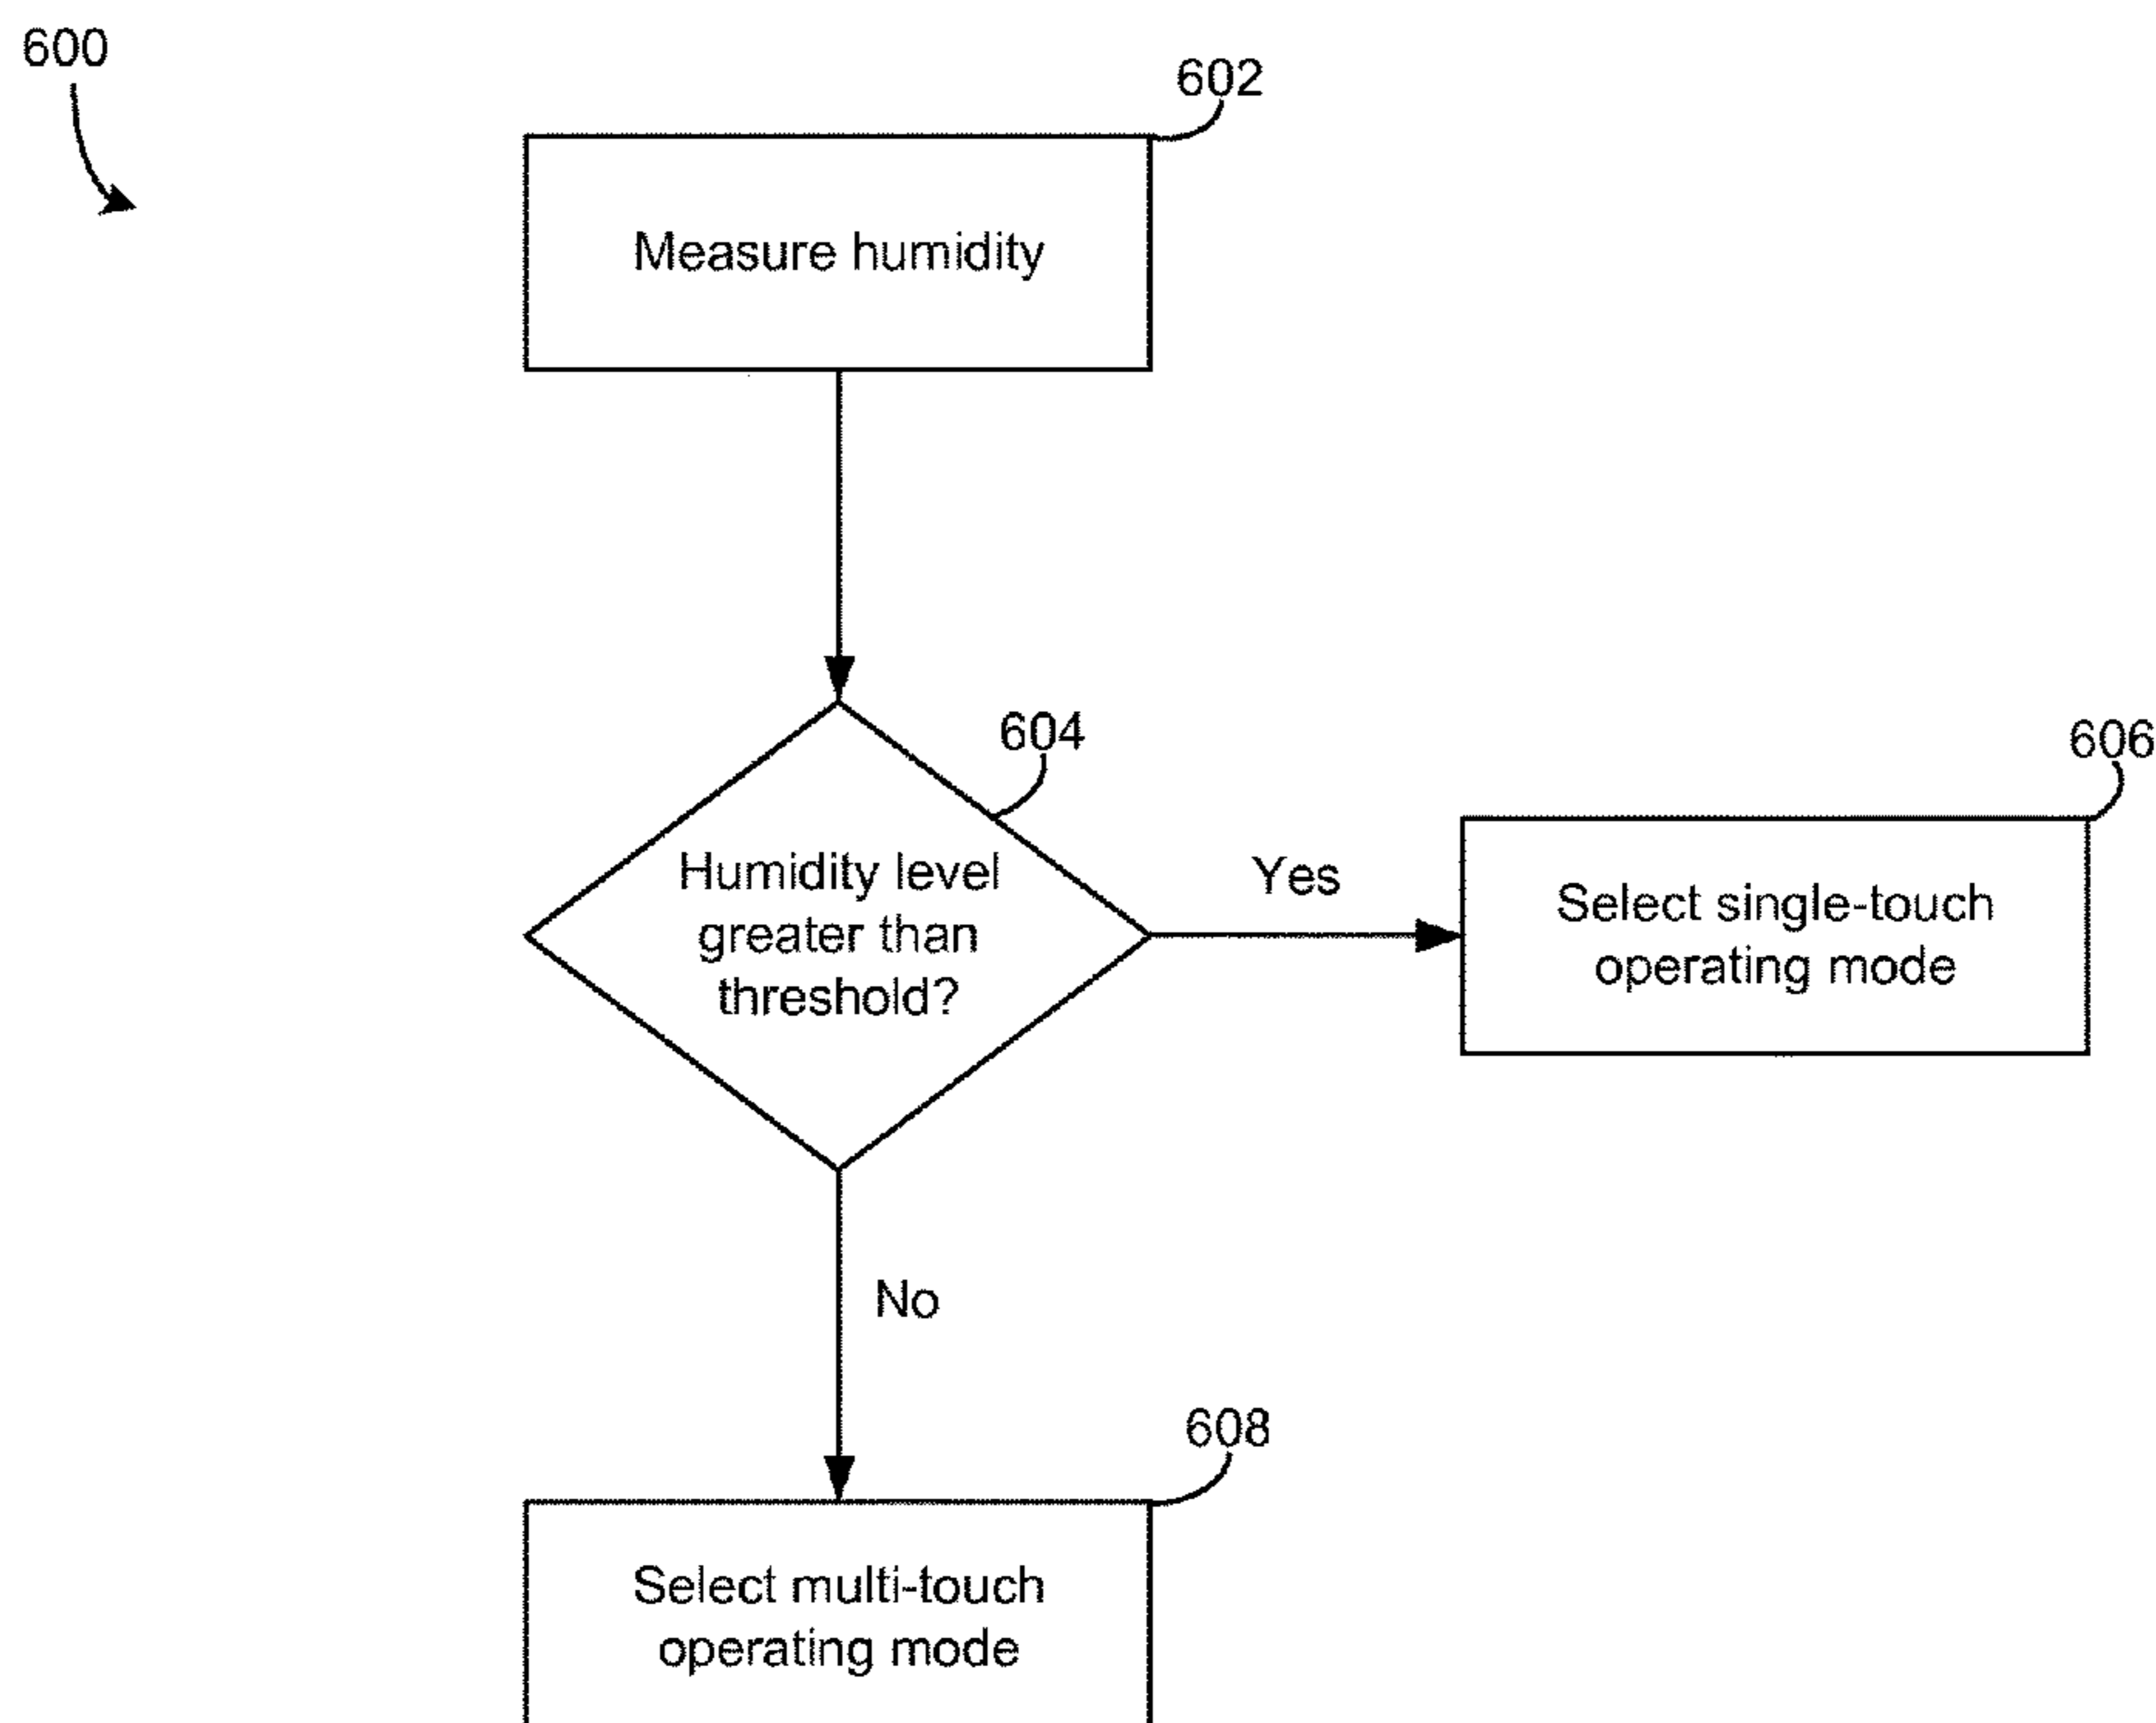 600
602
Measure humidity
604
606
Humidity level
greater than
threshold?
Yes
Select single-touch
operating mode
No
608
Select multi-touch
operating mode